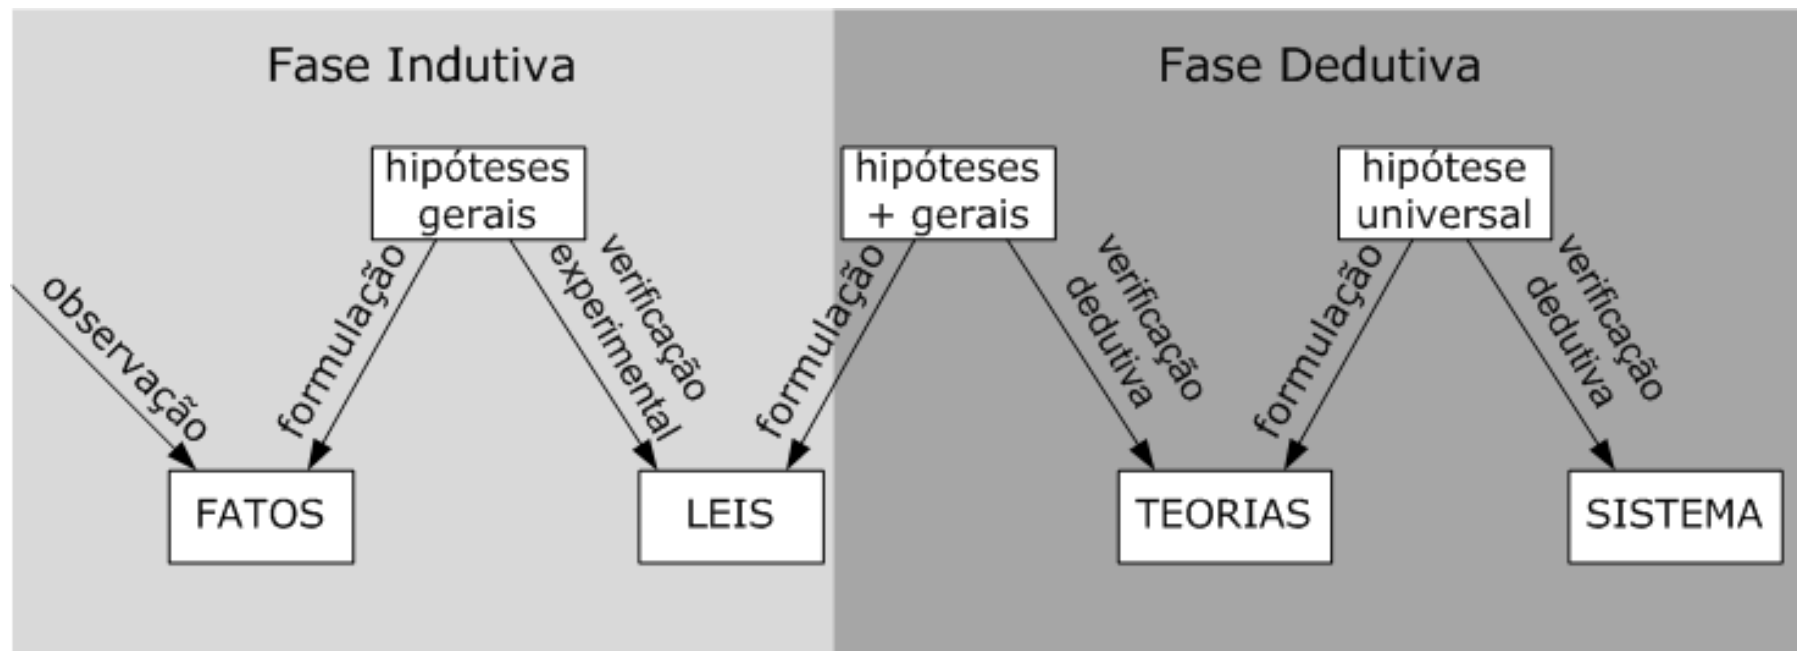 Fase Indutiva
Fase Dedutiva
hipóteses
gerais
hipóteses
+ gerais
hipótese
universal
observação
formulação
verificação
experimental
formulação
verificação
dedutiva
formulação
verificação
dedutiva
FATOS
LEIS
TEORIAS
SISTEMA